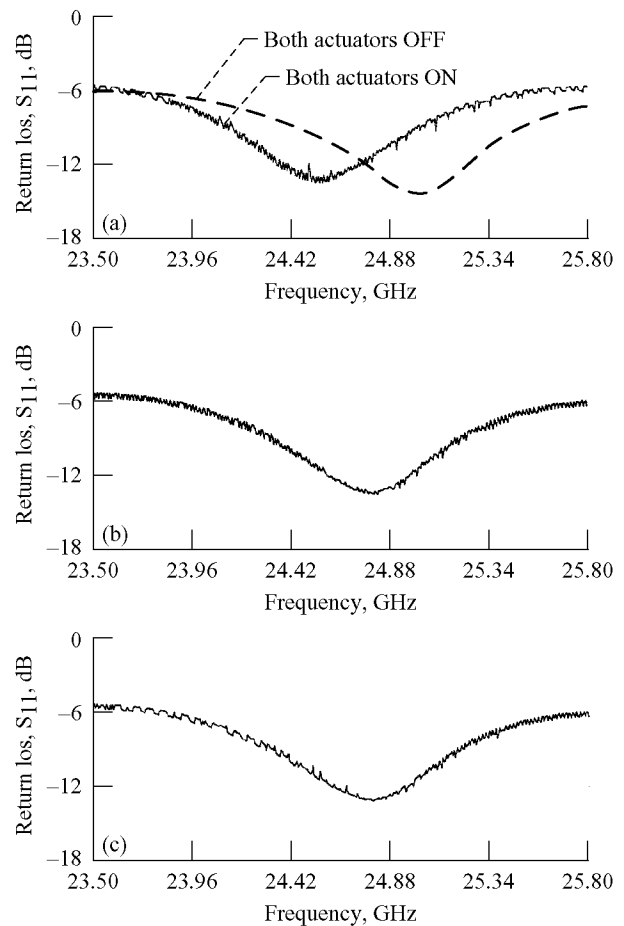 0
Both actuators OFF
Both actuators ON
–6
–12
–18
Return los, S11, dB
(a)
23.50 23.96 24.42 24.88 25.34 25.80
Frequency, GHz
0
–6
–12
–18
Return los, S11, dB
(b)
23.50 23.96 24.42 24.88 25.34 25.80
Frequency, GHz
0
–6
–12
–18
Return los, S11, dB
(c)
23.50 23.96 24.42 24.88 25.34 25.80
Frequency, GHz